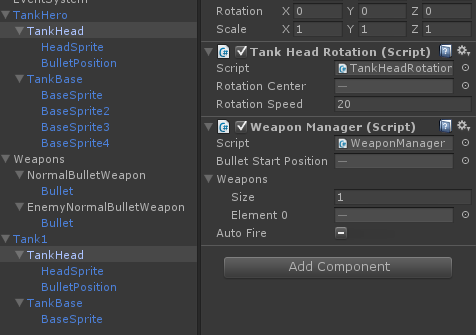 EventSystem
TankHero
TankHead
HeadSprite
BulletPosition
TankBase
BaseSprite
BaseSprite2
BaseSprite3
BaseSprite4
Weapons
NormalBulletWeapon
Bullet
EnemyNormalBulletWeapon
Bullet
Tank1
TankHead
HeadSprite
BulletPosition
TankBase
BaseSprite
Rotation X 0 Y 0 Z 0
Scale X 1 Y 1 Z 1
Tank Head Rotation (Script)
Script TankHeadRotation
Rotation Center —
Rotation Speed 20
Weapon Manager (Script)
Script WeaponManager
Bullet Start Position —
Weapons
Size 1
Element 0 —
Auto Fire
Add Component